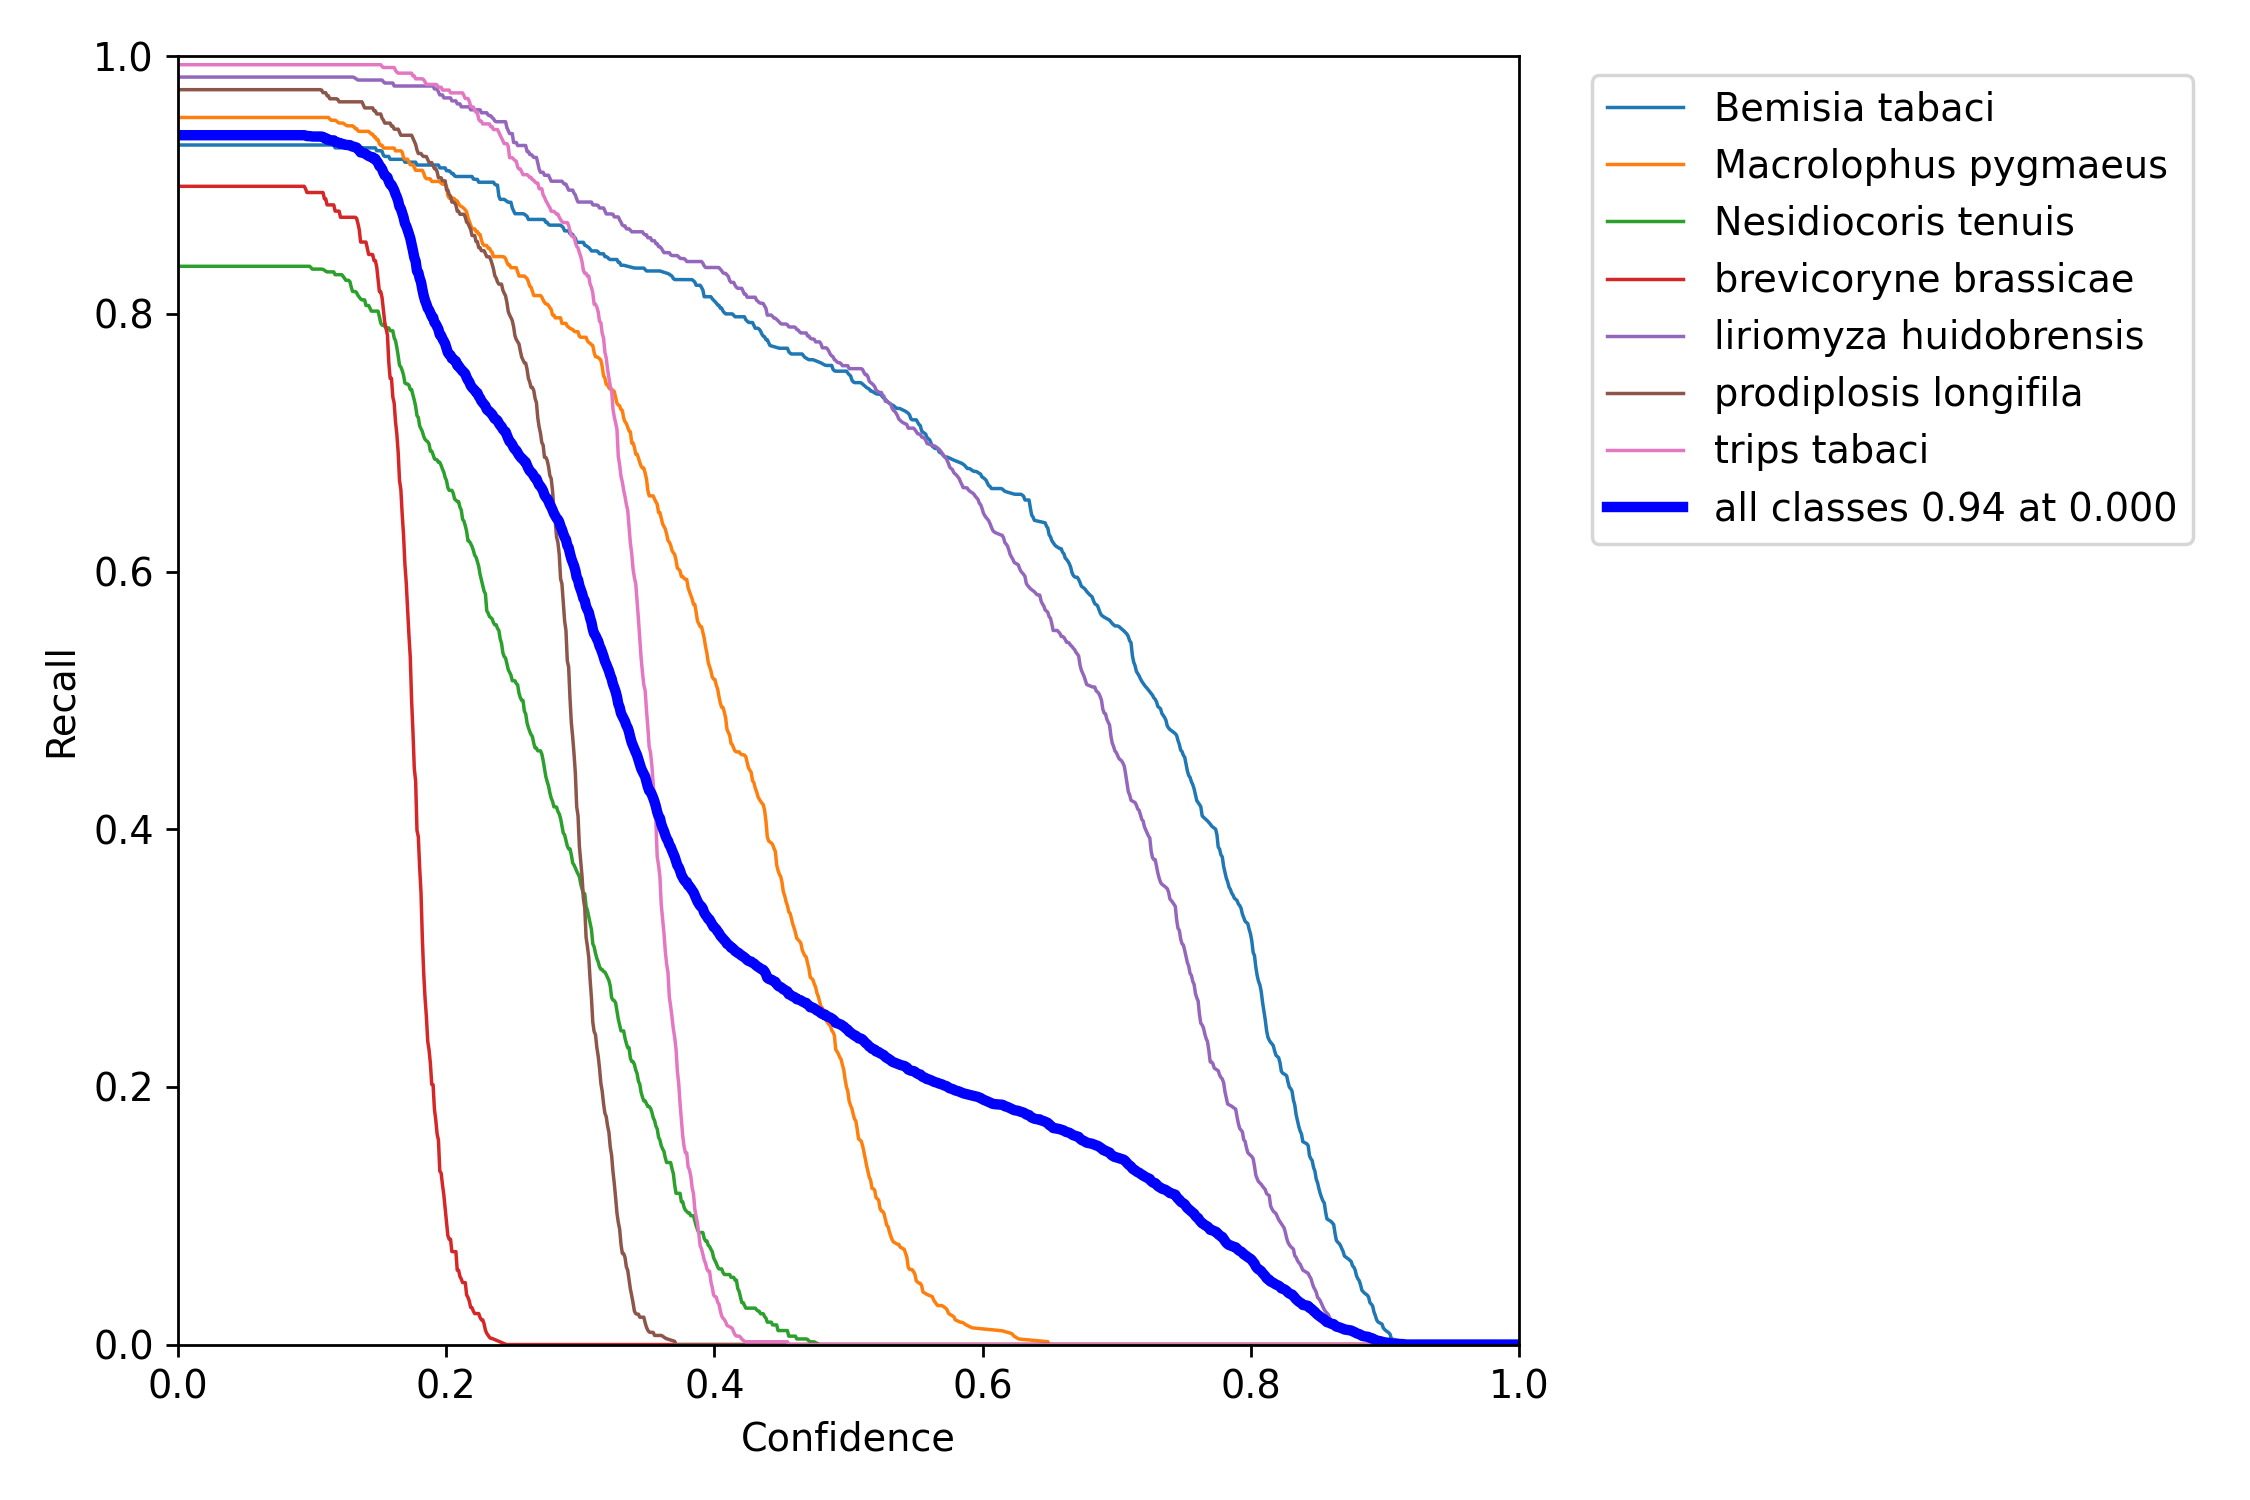 1.0
0.8
0.6
0.4
0.2
0.0
Recall
0.0 0.2 0.4 0.6 0.8 1.0
Confidence
Bemisia tabaci
Macrolophus pygmaeus
Nesidiocoris tenuis
brevicoryne brassicae
liriomyza huidobrensis
prodiplosis longifila
trips tabaci
all classes 0.94 at 0.000